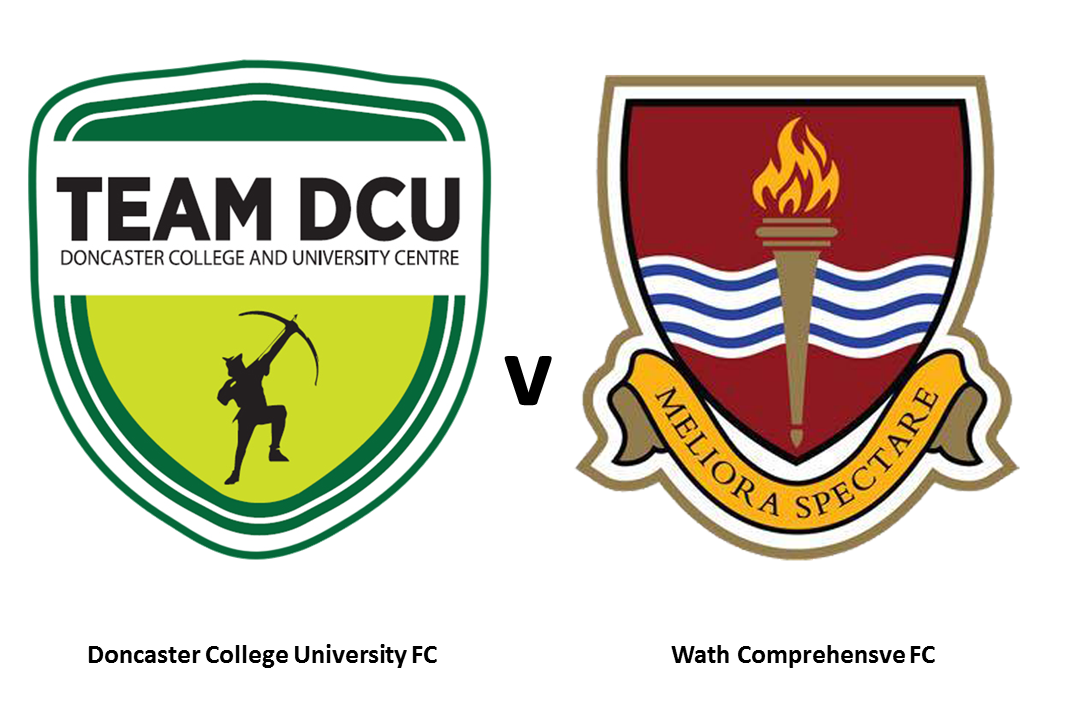 TEAM DCU
DONCASTER COLLEGE AND UNIVERSITY CENTRE
v
MELIORA SPECTARE
Doncaster College University FC
Wath Comprehensve FC